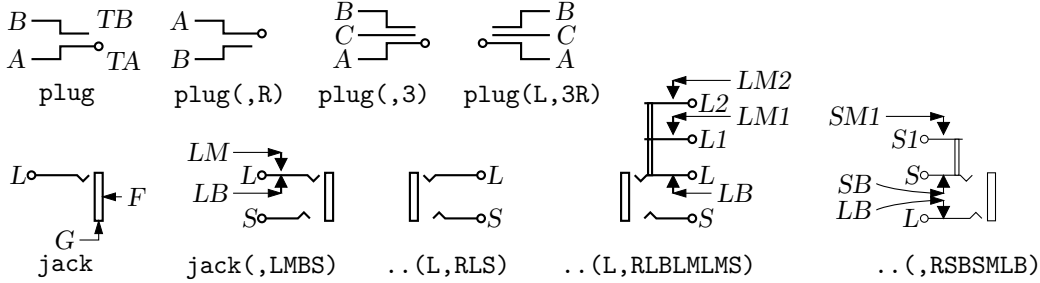 B TB A B C B C LM2
A TA B A A L2
plug plug(,R) plug(,3) plug(L,3R) LM1 SM1
L1 S1
LM
L L L L S
F LB S S LB S SB
LB
G L
jack jack(,LMBS) ..(L,RLS) ..(L,RLBLMLMS) ..(,RSBSMLB)